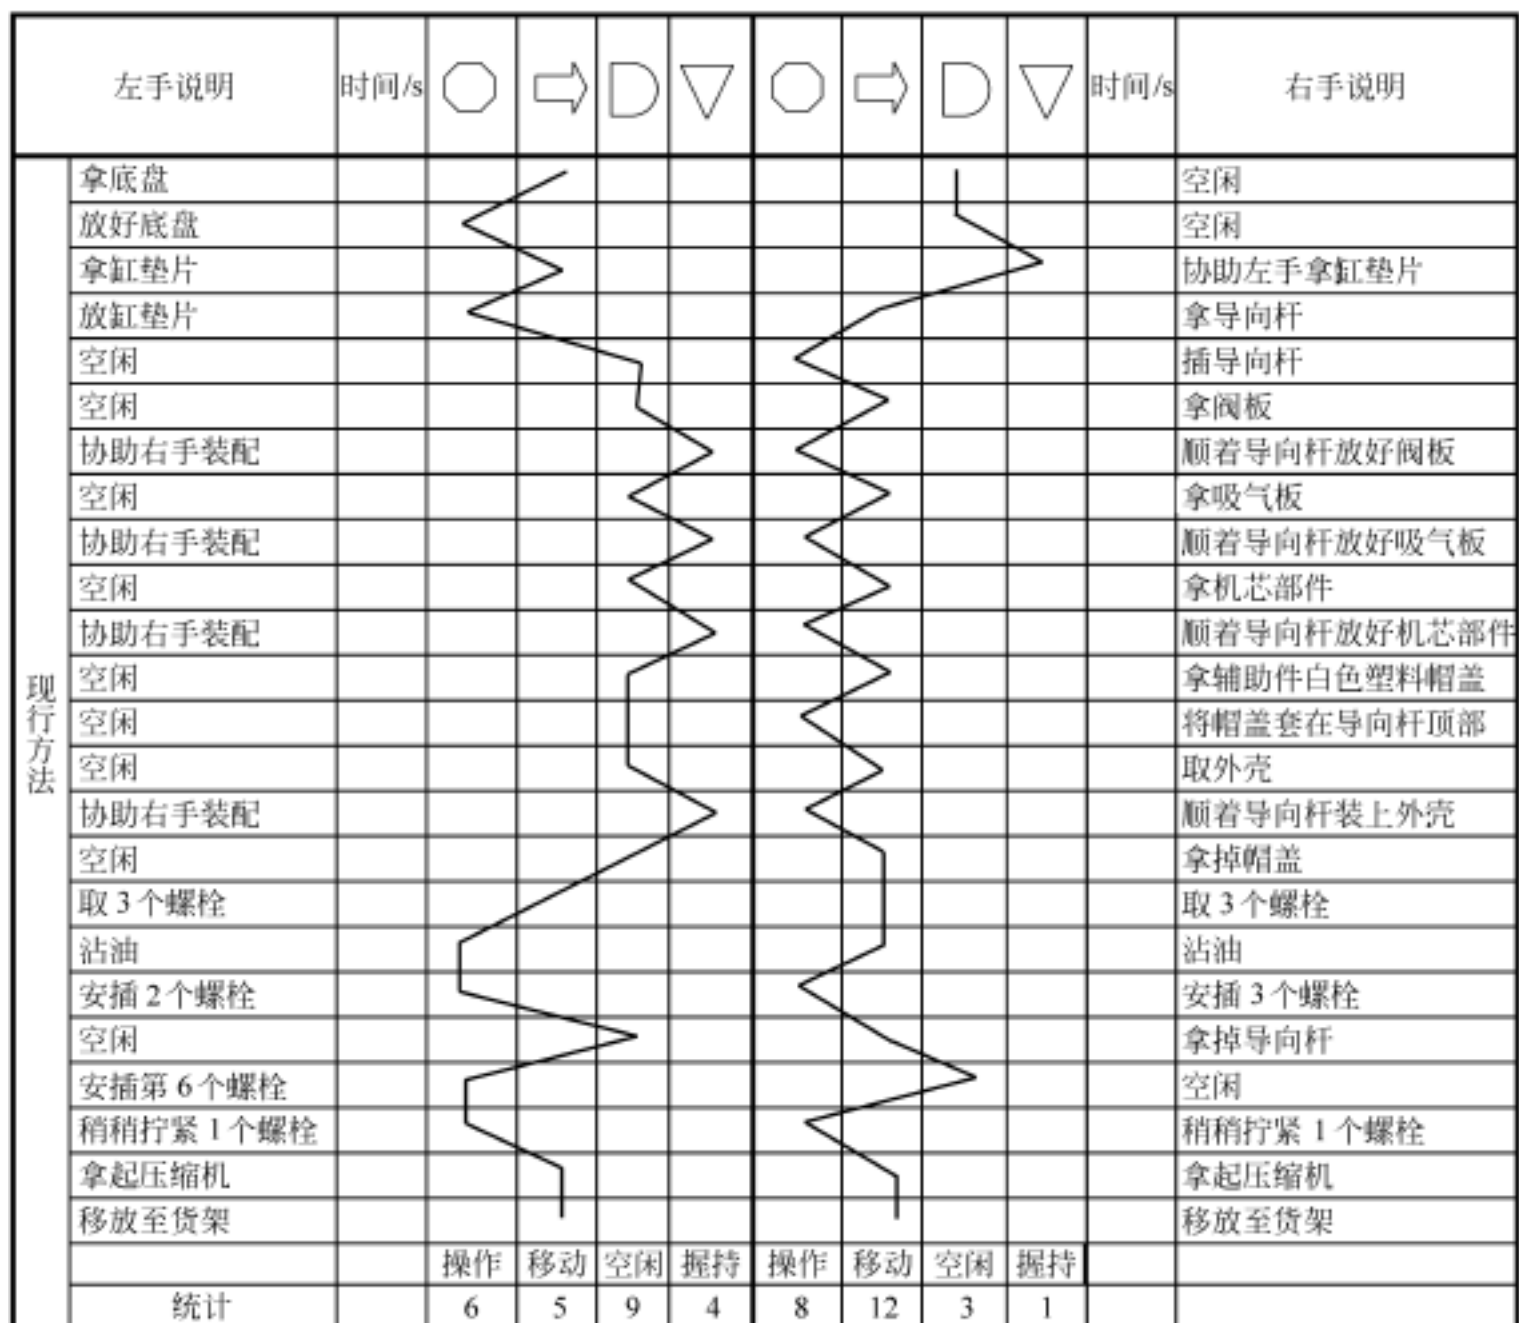 左手说明 时间/s 时间/s 右手说明
现行方法
拿底盘 空闲
放好底盘 空闲
拿缸垫片 协助左手拿缸垫片
放缸垫片 拿导向杆
空闲 插导向杆
空闲 拿阀板
协助右手装配 顺着导向杆放好阀板
空闲 拿吸气板
协助右手装配 顺着导向杆放好吸气板
空闲 拿机芯部件
协助右手装配 顺着导向杆放好机芯部件
空闲 拿辅助件白色塑料帽盖
空闲 将帽盖套在导向杆顶部
空闲 取外壳
协助右手装配 顺着导向杆装上外壳
空闲 拿掉帽盖
取 3 个螺栓 取 3 个螺栓
沾油 沾油
安插 2 个螺栓 安插 3 个螺栓
空闲 拿掉导向杆
安插第 6 个螺栓 空闲
稍稍拧紧 1 个螺栓 稍稍拧紧 1 个螺栓
拿起压缩机 拿起压缩机
移放至货架 移放至货架
操作 移动 空闲 握持 操作 移动 空闲 握持
统计 6 5 9 4 8 12 3 1